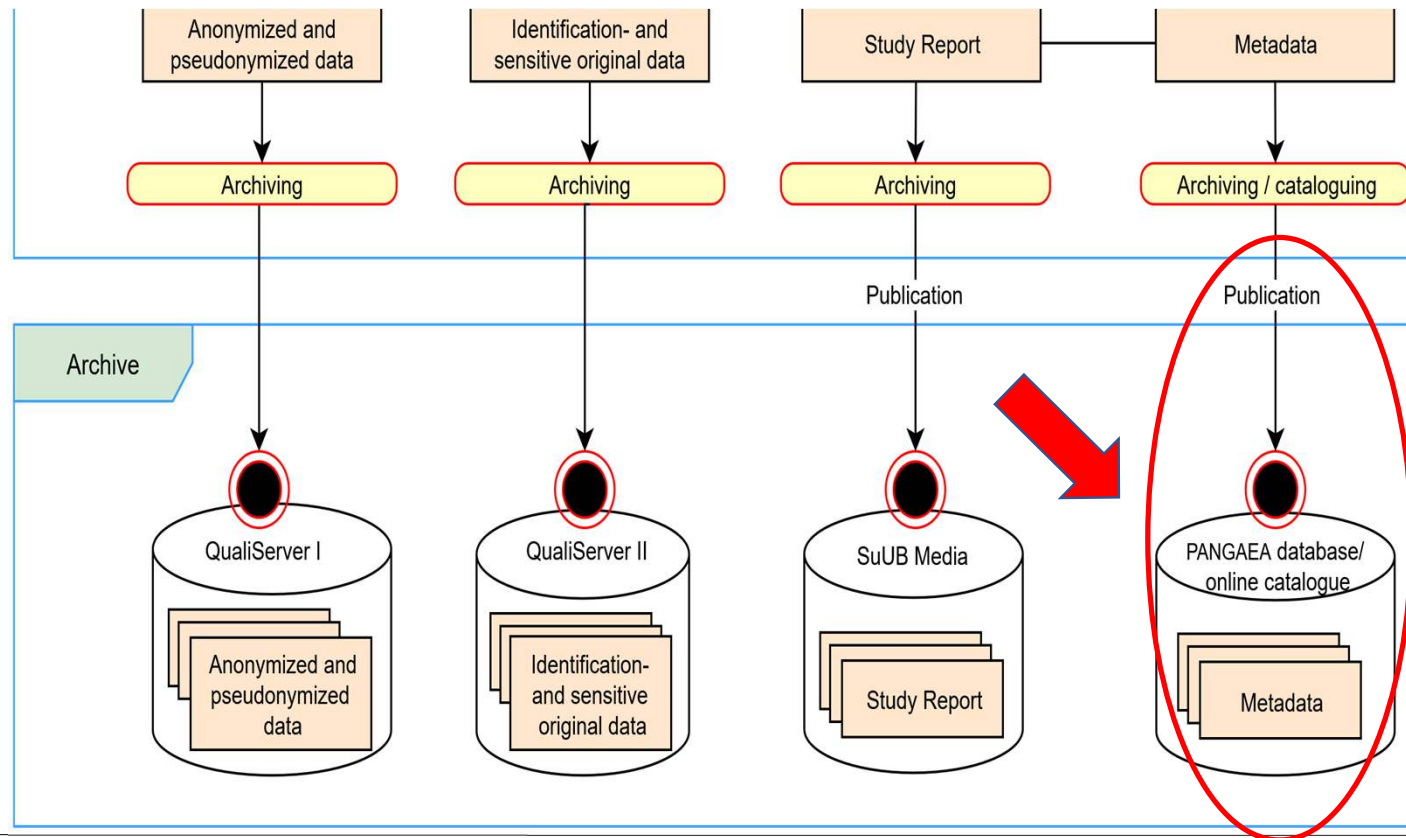 Anonymized and
pseudonymized data
Identification- and
sensitive original data
Study Report
Metadata
Archiving
Archiving
Archiving
Archiving / cataloguing
Publication
Publication
Archive
QualiServer I
QualiServer II
SuUB Media
PANGAEA database/
online catalogue
Anonymized and
pseudonymized
data
Identification-
and sensitive
original data
Study Report
Metadada